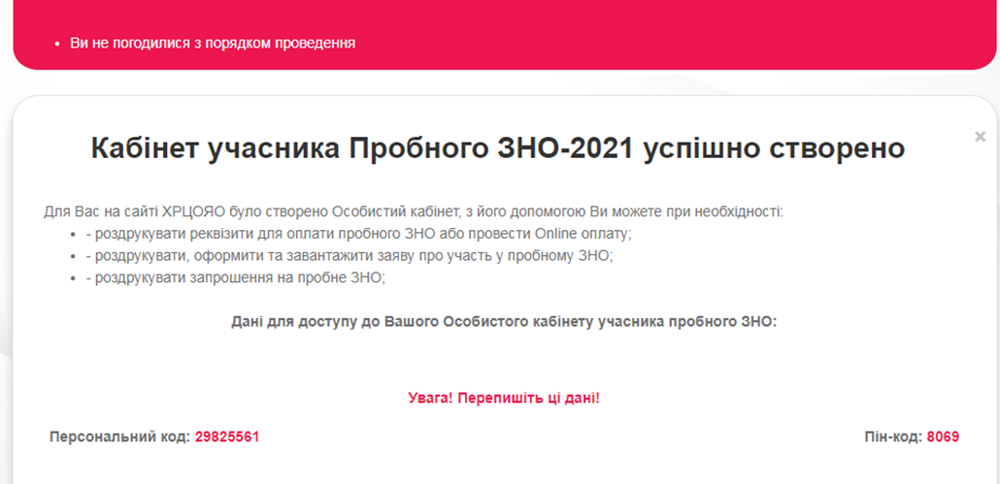 Ви не погодилися з порядком проведення
Кабінет учасника Пробного ЗНО-2021 успішно створено
×
Для Вас на сайті ХРЦОЯО було створено Особистий кабінет, з його допомогою Ви можете при необхідності:
- роздрукувати реквізити для оплати пробного ЗНО або провести Online оплату;
- роздрукувати, оформити та завантажити заяву про участь у пробному ЗНО;
- роздрукувати запрошення на пробне ЗНО;
Дані для доступу до Вашого Особистого кабінету учасника пробного ЗНО:
Увага! Перепишіть ці дані!
Персональний код: 29825561 Пін-код: 8069